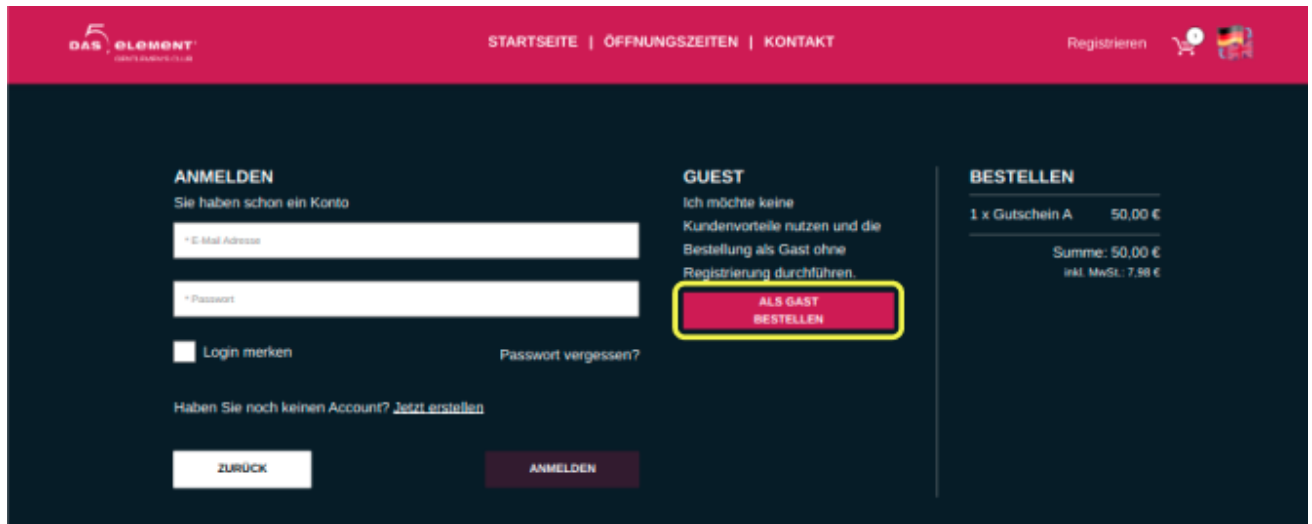 DAS 5 ELEMENT
GENTLEMEN'S CLUB
STARTSEITE | ÖFFNUNGSZEITEN | KONTAKT
Registrieren
ANMELDEN
Sie haben schon ein Konto
* E-Mail Adresse
* Passwort
Login merken
Passwort vergessen?
Haben Sie noch keinen Account? Jetzt erstellen
ZURÜCK
ANMELDEN
GUEST
Ich möchte keine
Kundenvorteile nutzen und die
Bestellung als Gast ohne
Registrierung durchführen.
ALS GAST
BESTELLEN
BESTELLEN
1 x Gutschein A 50,00 €
Summe: 50,00 €
inkl. MwSt.: 7,98 €